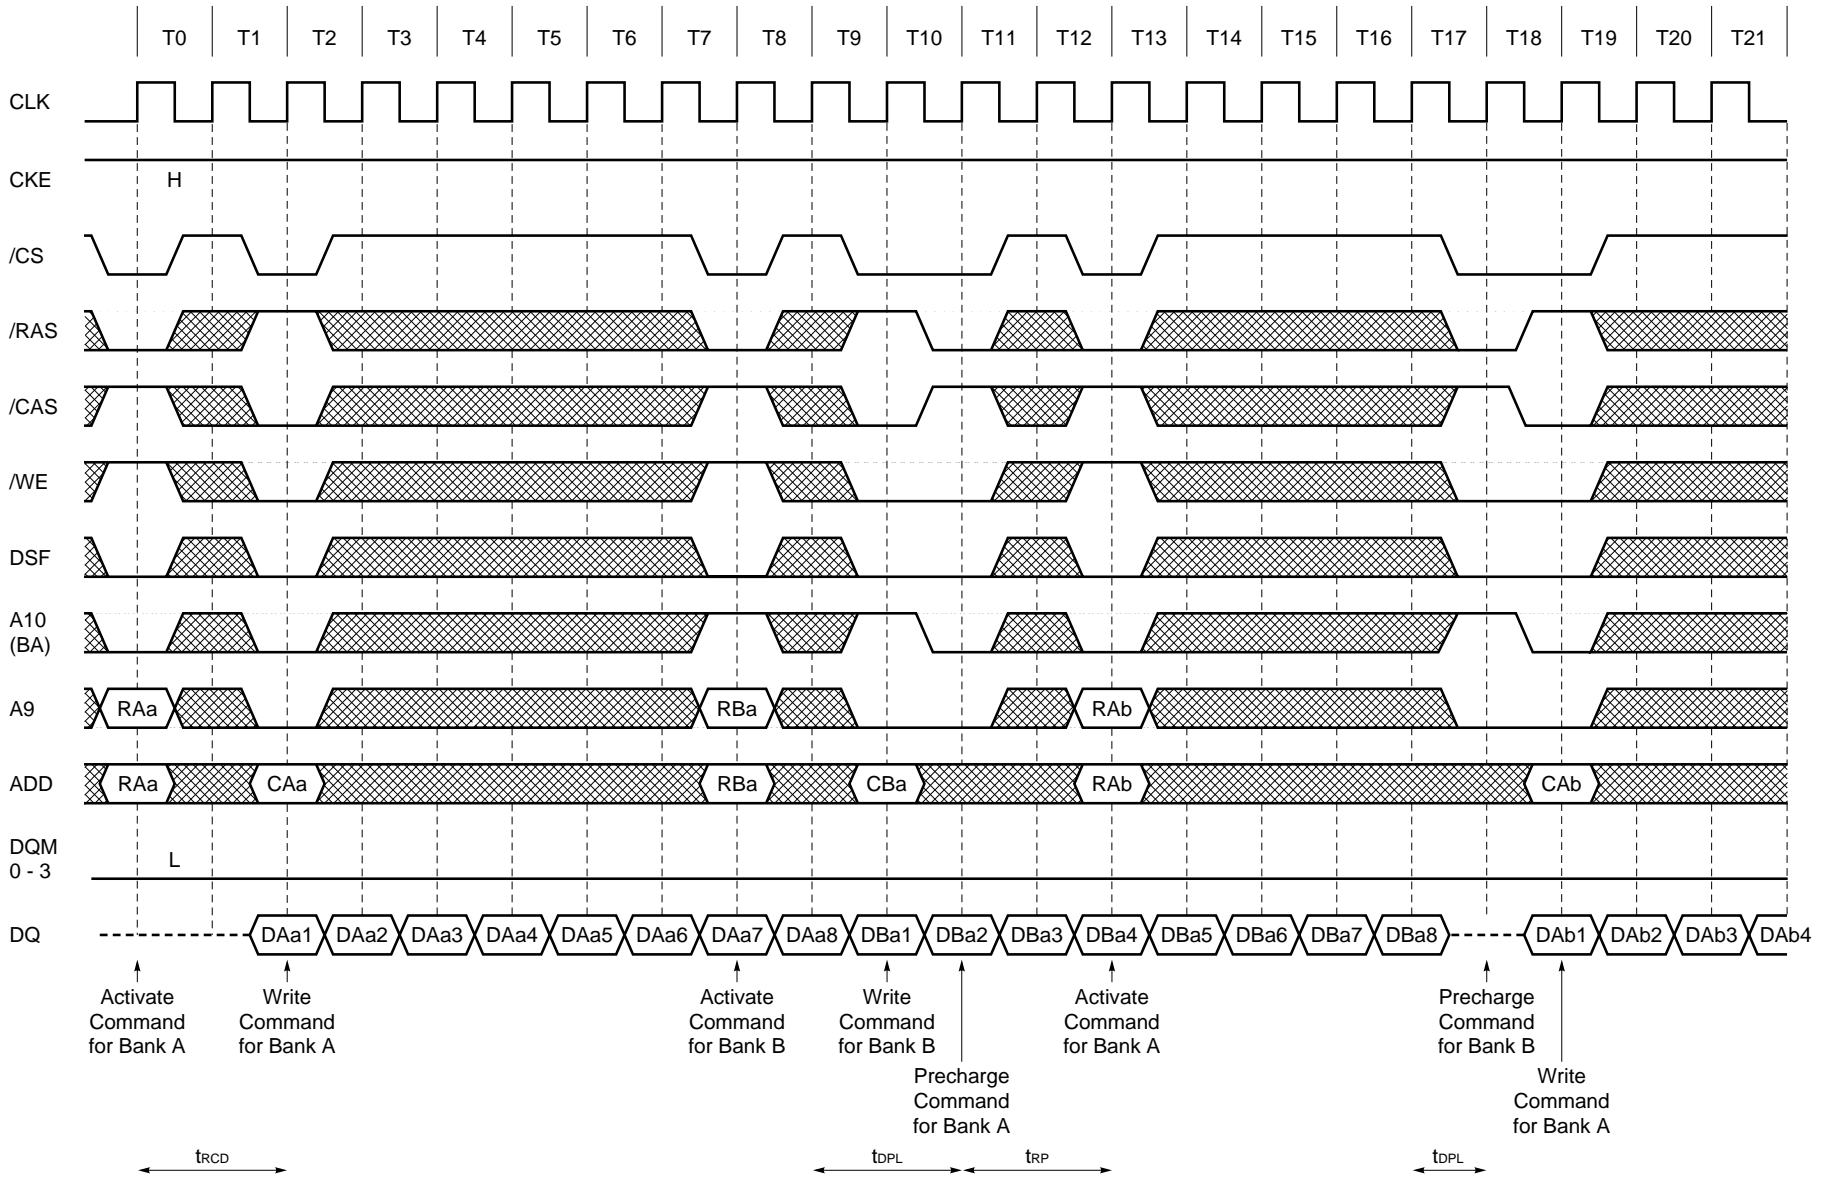 T0 T1 T2 T3 T4 T5 T6 T7 T8 T9 T10 T11 T12 T13 T14 T15 T16 T17 T18 T19 T20 T21
CLK
CKE H
/CS
/RAS
/CAS
/WE
DSF
A10
(BA)
A9 RAa RBa RAb
ADD RAa CAa RBa CBa RAb CAb
DQM
0 - 3 L
DQ DAa1 DAa2 DAa3 DAa4 DAa5 DAa6 DAa7 DAa8 DBa1 DBa2 DBa3 DBa4 DBa5 DBa6 DBa7 DBa8 DAb1 DAb2 DAb3 DAb4
Activate
Command
for Bank A
Write
Command
for Bank A
Activate
Command
for Bank B
Write
Command
for Bank B
Precharge
Command
for Bank A
Activate
Command
for Bank A
Precharge
Command
for Bank B
Write
Command
for Bank A
tRCD tDPL tRP tDPL